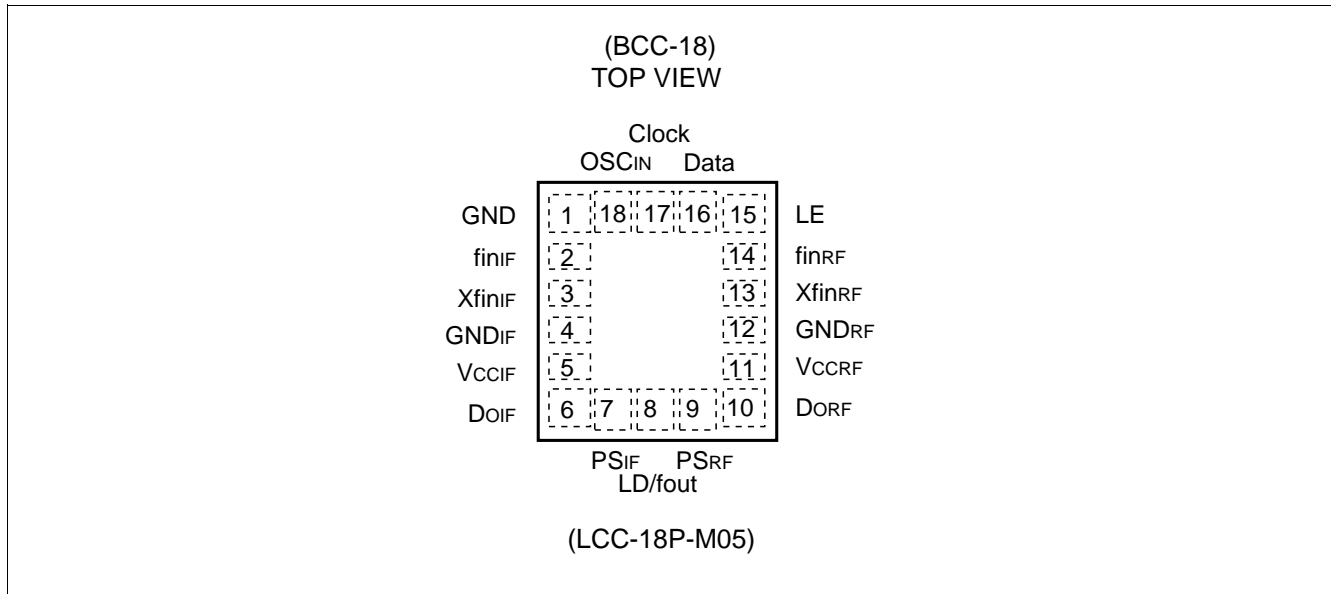 (BCC-18)
TOP VIEW
Clock
OSCIN Data
GND 1 18 17 16 15 LE
finIF 2 14 finRF
XfinIF 3 13 XfinRF
GNDIF 4 12 GNDRF
VCCIF 5 11 VCCRF
DOIF 6 7 8 9 10 DORF
PSIF PSRF
LD/fout
(LCC-18P-M05)